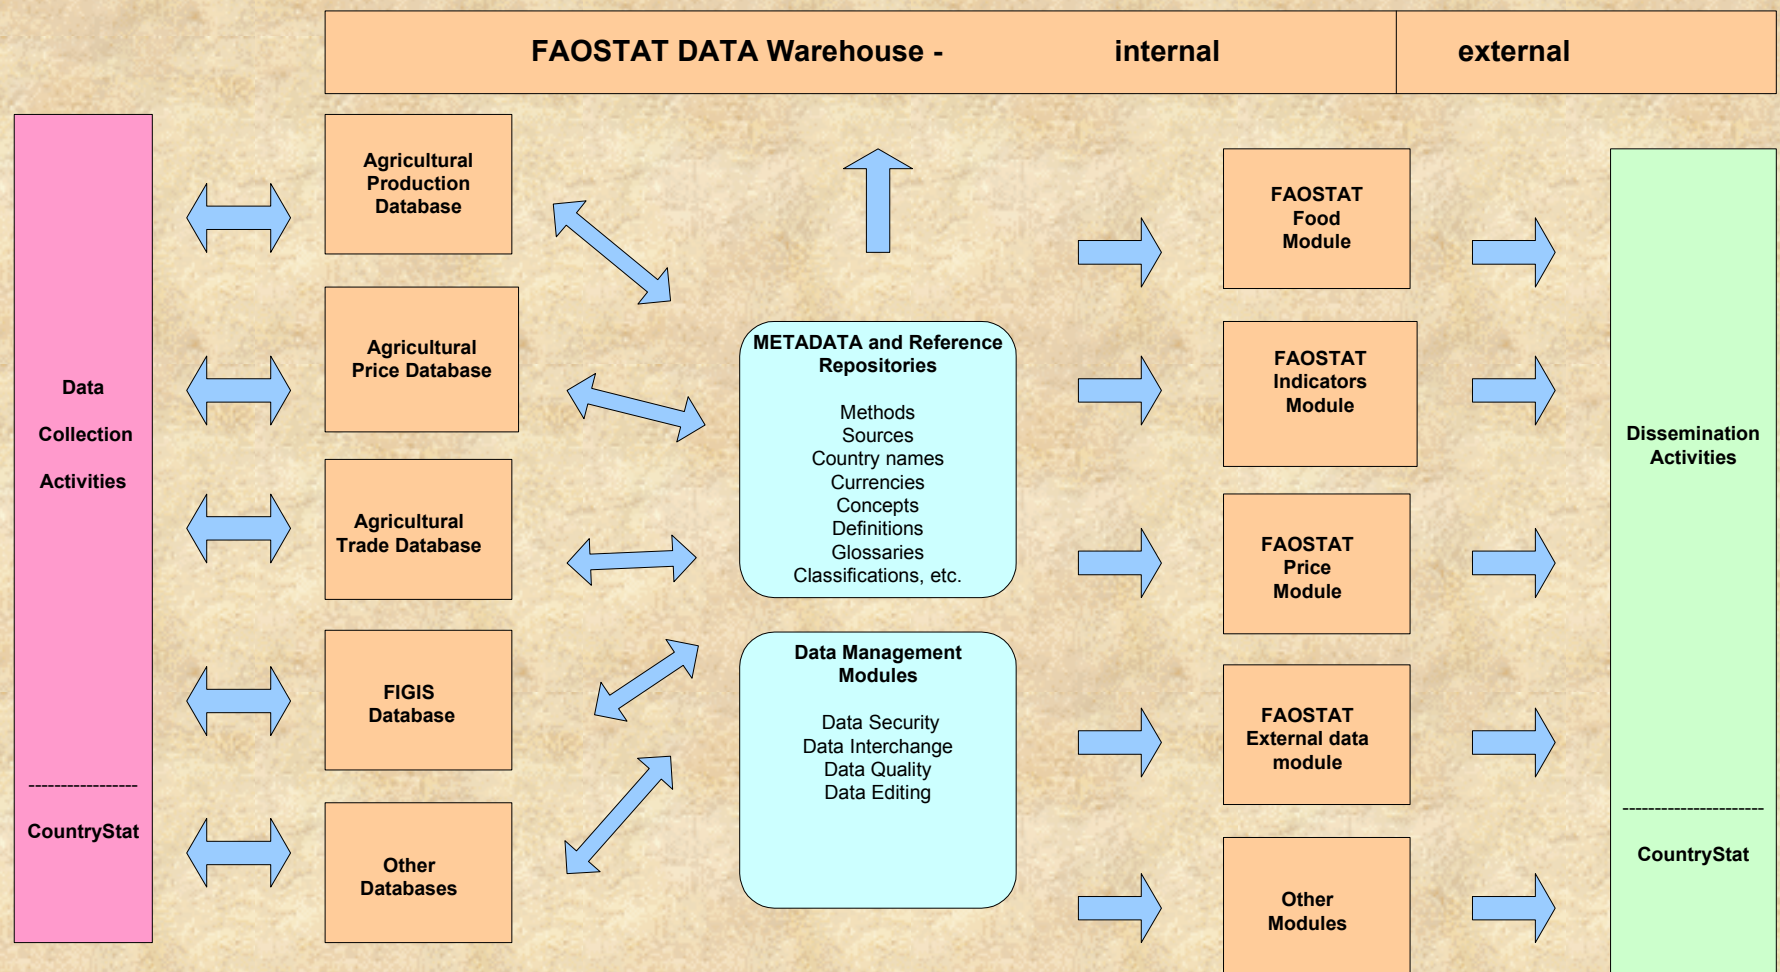 FAOSTAT DATA Warehouse - internal external
Data
Collection
Activities
-----------------
CountryStat
Agricultural
Production
Database
Agricultural
Price Database
Agricultural
Trade Database
FIGIS
Database
Other
Databases
METADATA and Reference
Repositories
Methods
Sources
Country names
Currencies
Concepts
Definitions
Glossaries
Classifications, etc.
Data Management
Modules
Data Security
Data Interchange
Data Quality
Data Editing
FAOSTAT
Food
Module
FAOSTAT
Indicators
Module
FAOSTAT
Price
Module
FAOSTAT
External data
module
Other
Modules
Dissemination
Activities
----------------------
CountryStat